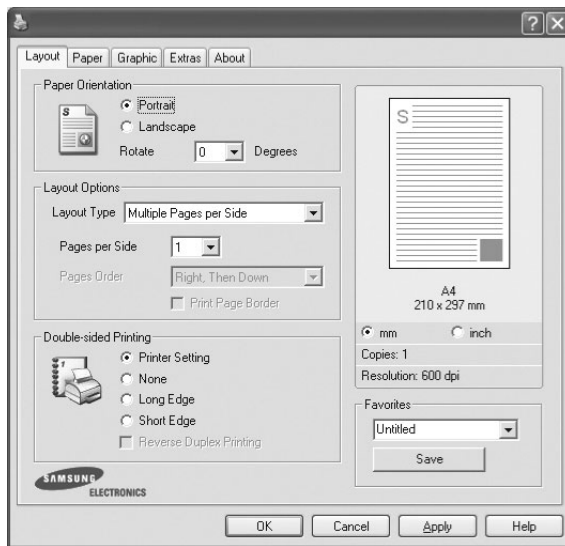 Layout Paper Graphic Extras About
Paper Orientation
S
Portrait
Landscape
Rotate 0 Degrees
Layout Options
Layout Type Multiple Pages per Side
Pages per Side 1
Pages Order Right, Then Down
Print Page Border
Double-sided Printing
1
Printer Setting
None
Long Edge
Short Edge
Reverse Duplex Printing
SAMSUNG
ELECTRONICS
S
A4
210 x 297 mm
mm inch
Copies: 1
Resolution: 600 dpi
Favorites
Untitled
Save
OK Cancel Apply Help